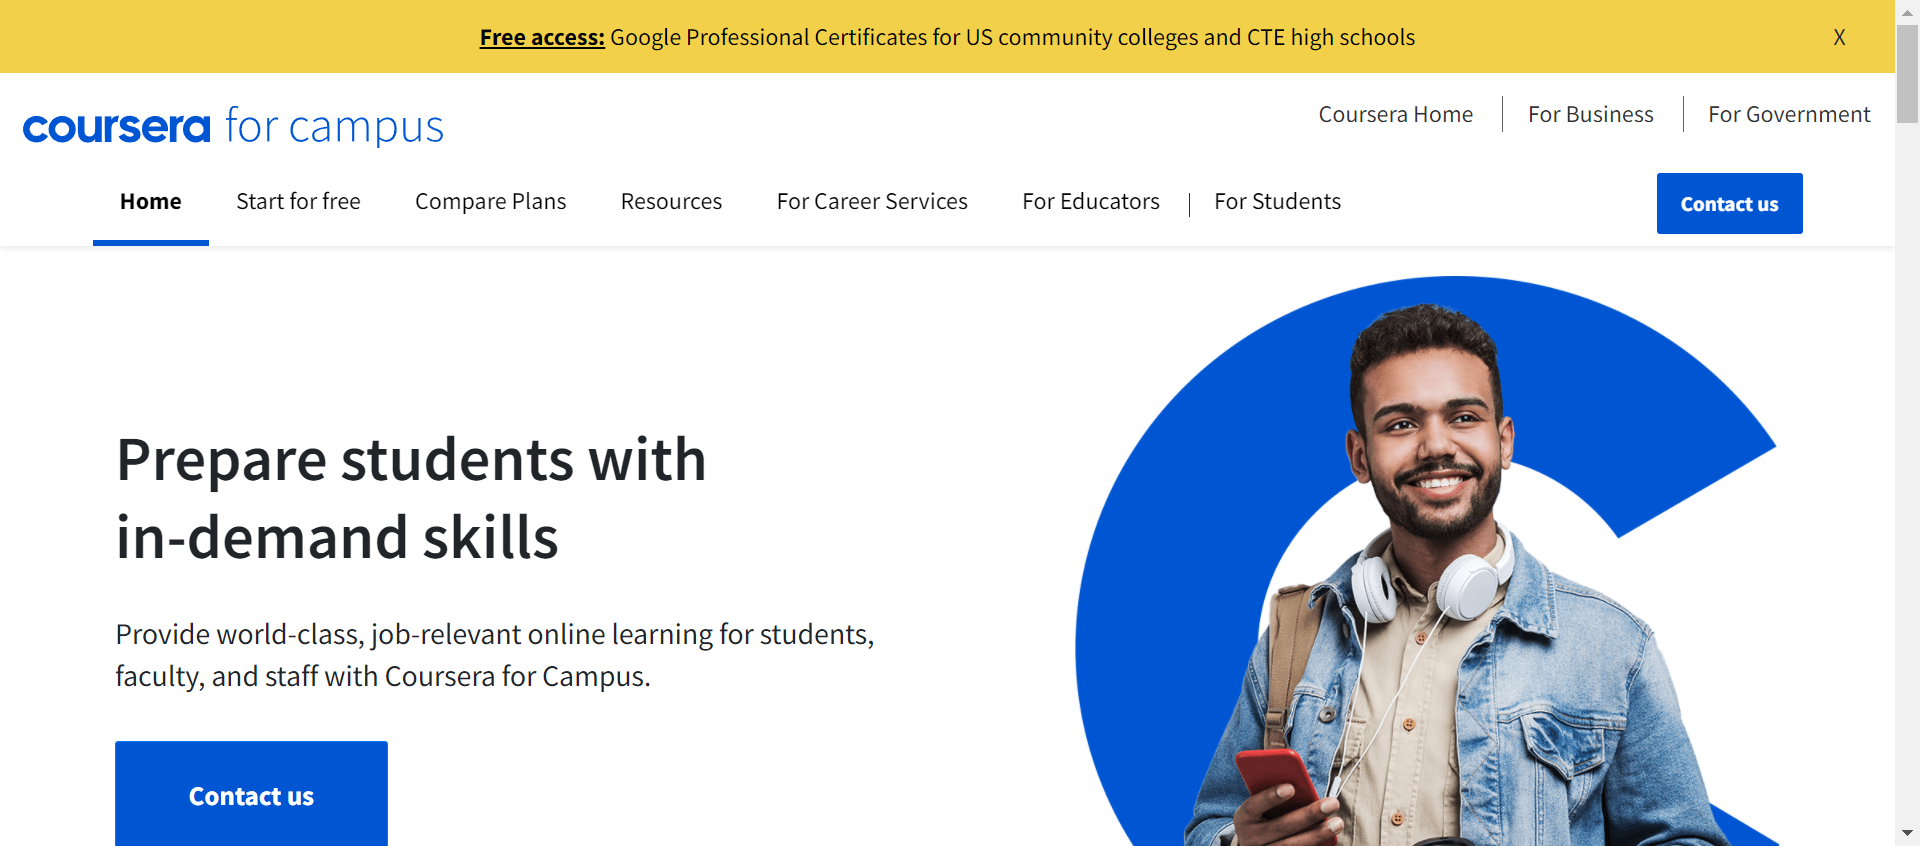 Free access: Google Professional Certificates for US community colleges and CTE high schools
X
coursera for campus
Coursera Home
For Business
For Government
Home
Start for free
Compare Plans
Resources
For Career Services
For Educators
For Students
Contact us
Prepare students with
in-demand skills
Provide world-class, job-relevant online learning for students,
faculty, and staff with Coursera for Campus.
Contact us